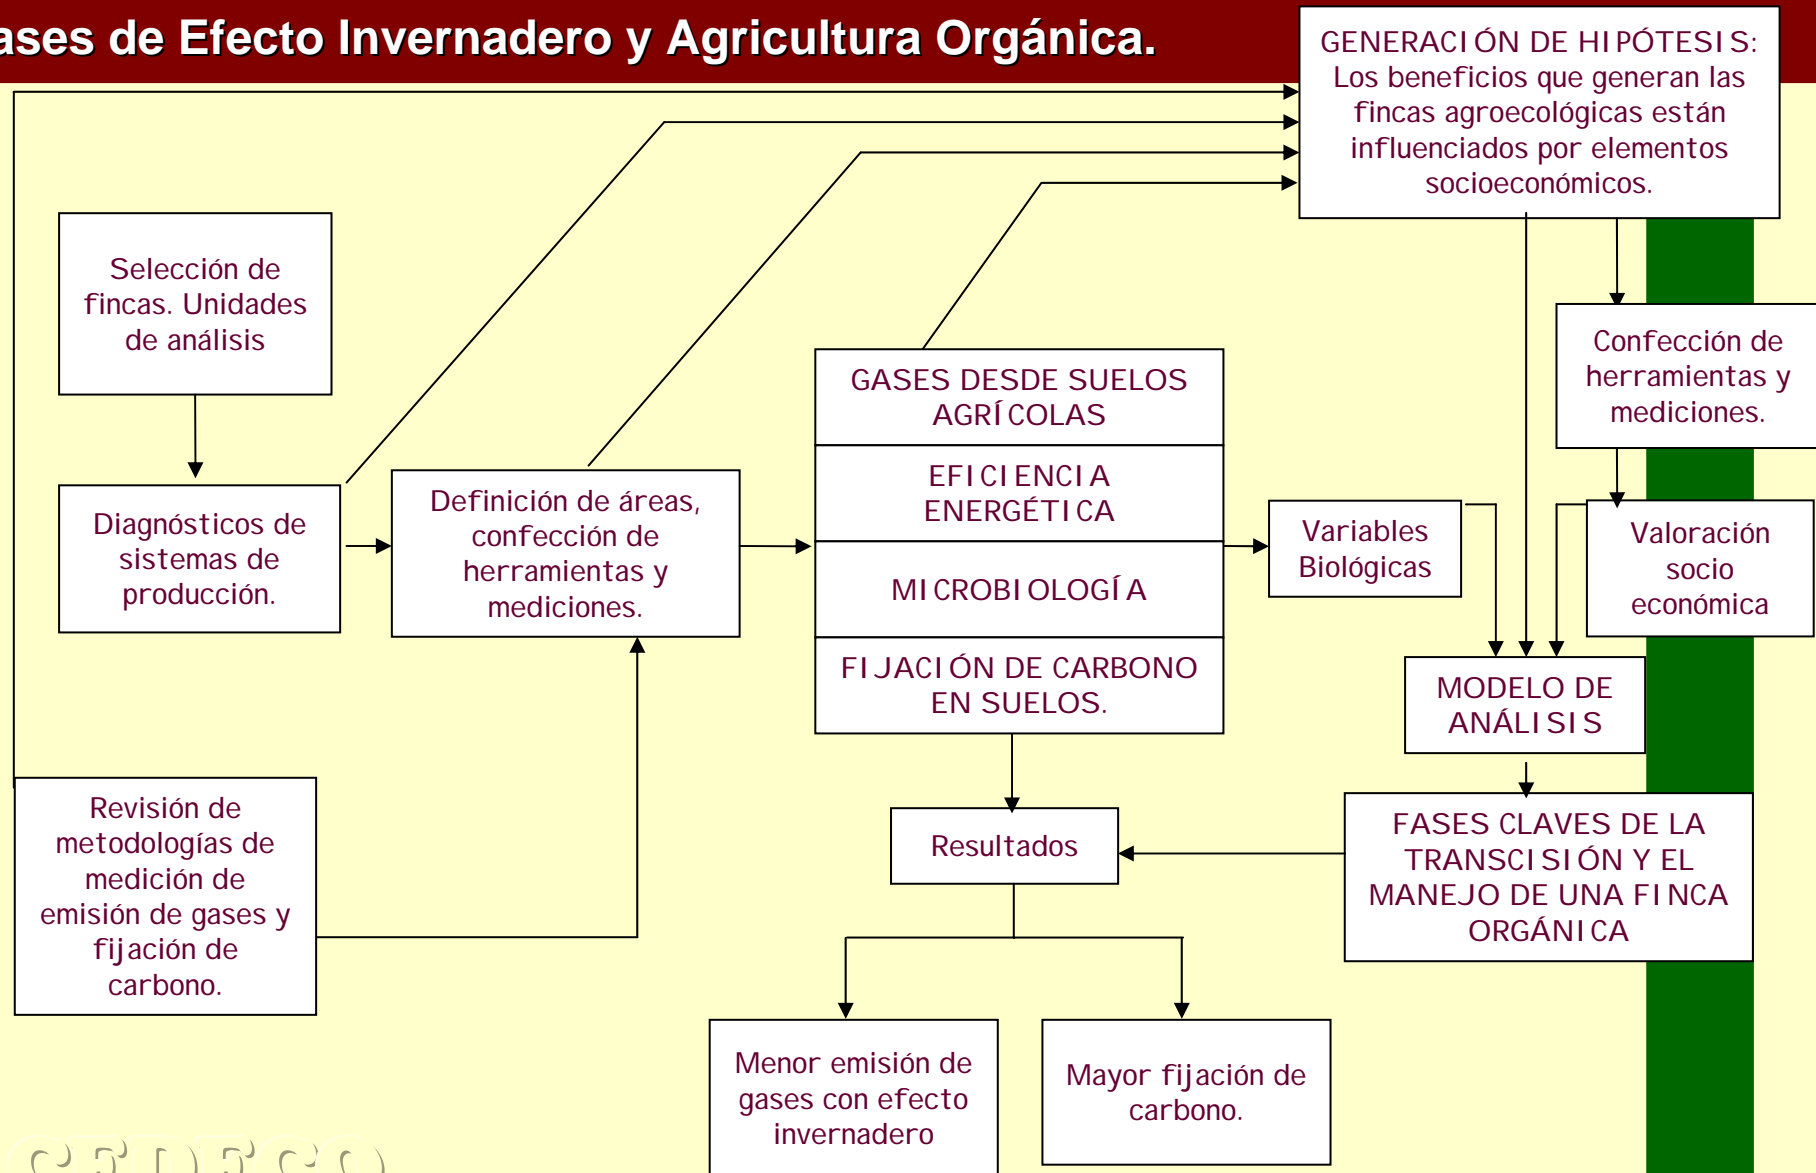 ases de Efecto Invernadero y Agricultura Orgánica.
GENERACIÓN DE HIPÓTESIS:
Los beneficios que generan las
fincas agroecológicas están
influenciados por elementos
socioeconómicos.
Selección de
fincas. Unidades
de análisis
Confección de
herramientas y
mediciones.
GASES DESDE SUELOS
AGRÍCOLAS
EFICIENCIA
ENERGÉTICA
MICROBIOLOGÍA
FIJACIÓN DE CARBONO
EN SUELOS.
Diagnósticos de
sistemas de
producción.
Definición de áreas,
confección de
herramientas y
mediciones.
Variables
Biológicas
Valoración
socio
económica
MODELO DE
ANÁLISIS
Revisión de
metodologías de
medición de
emisión de gases y
fijación de
carbono.
Resultados
FASES CLAVES DE LA
TRANSCISIÓN Y EL
MANEJO DE UNA FINCA
ORGÁNICA
Menor emisión de
gases con efecto
invernadero
Mayor fijación de
carbono.
CEDECO